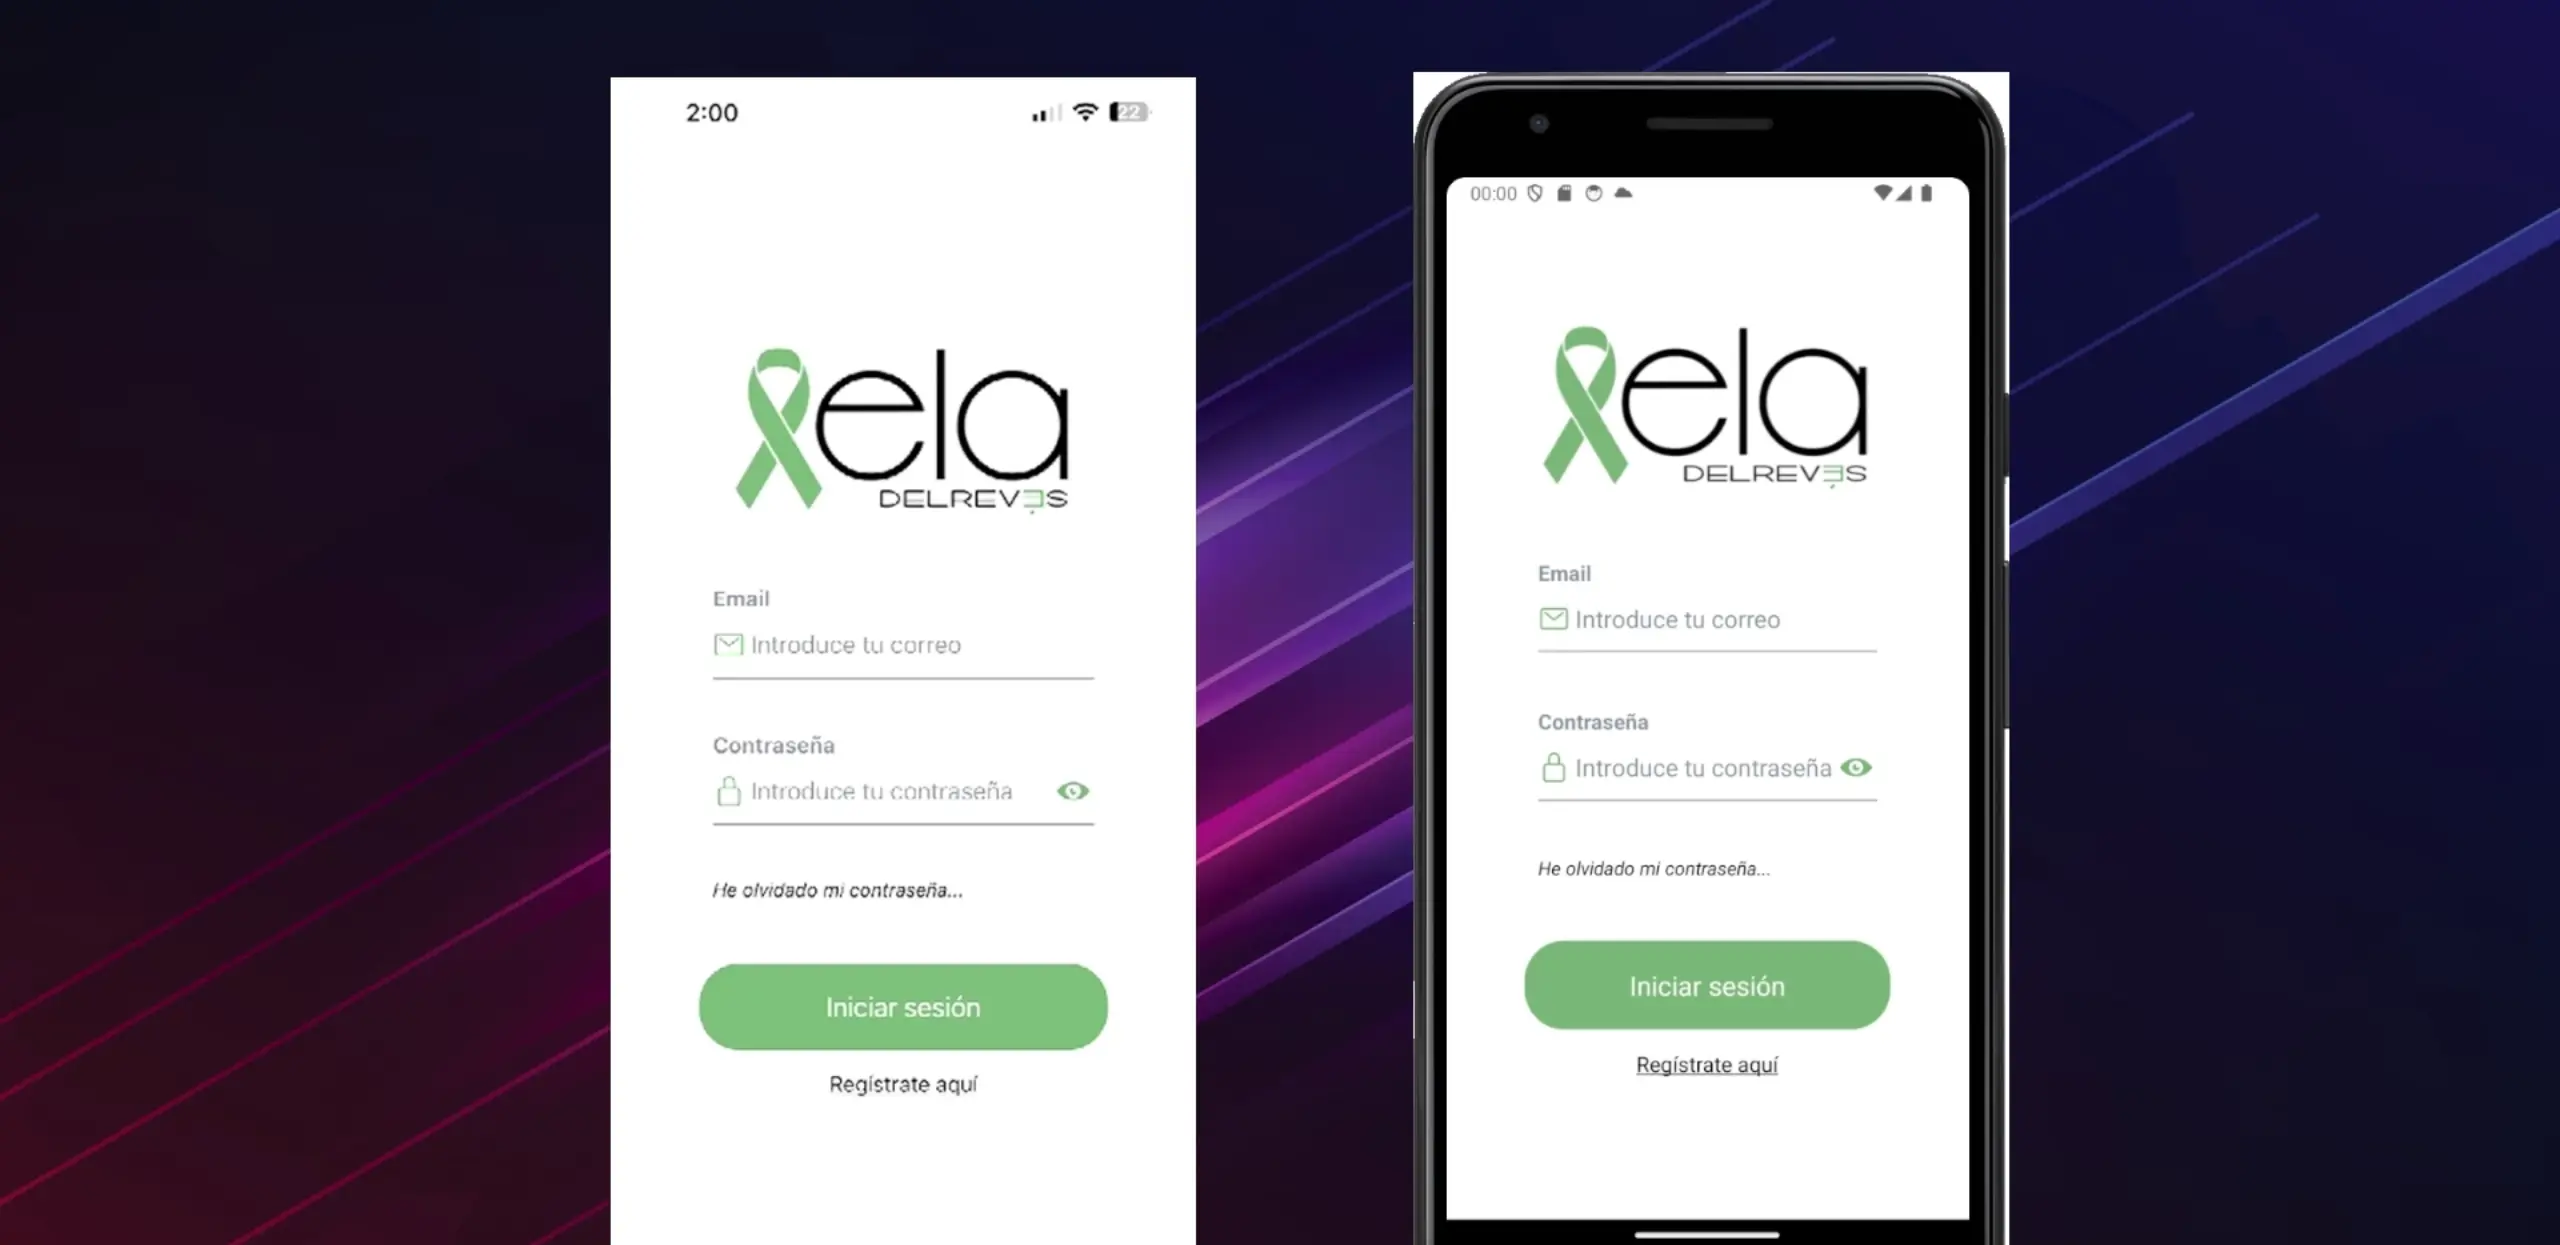 2:00
22
ela
DELREVƎS
Email
Introduce tu correo
Contraseña
Introduce tu contraseña
He olvidado mi contraseña...
Iniciar sesión
Regístrate aquí
00:00
ela
DELREVƎS
Email
Introduce tu correo
Contraseña
Introduce tu contraseña
He olvidado mi contraseña...
Iniciar sesión
Regístrate aquí